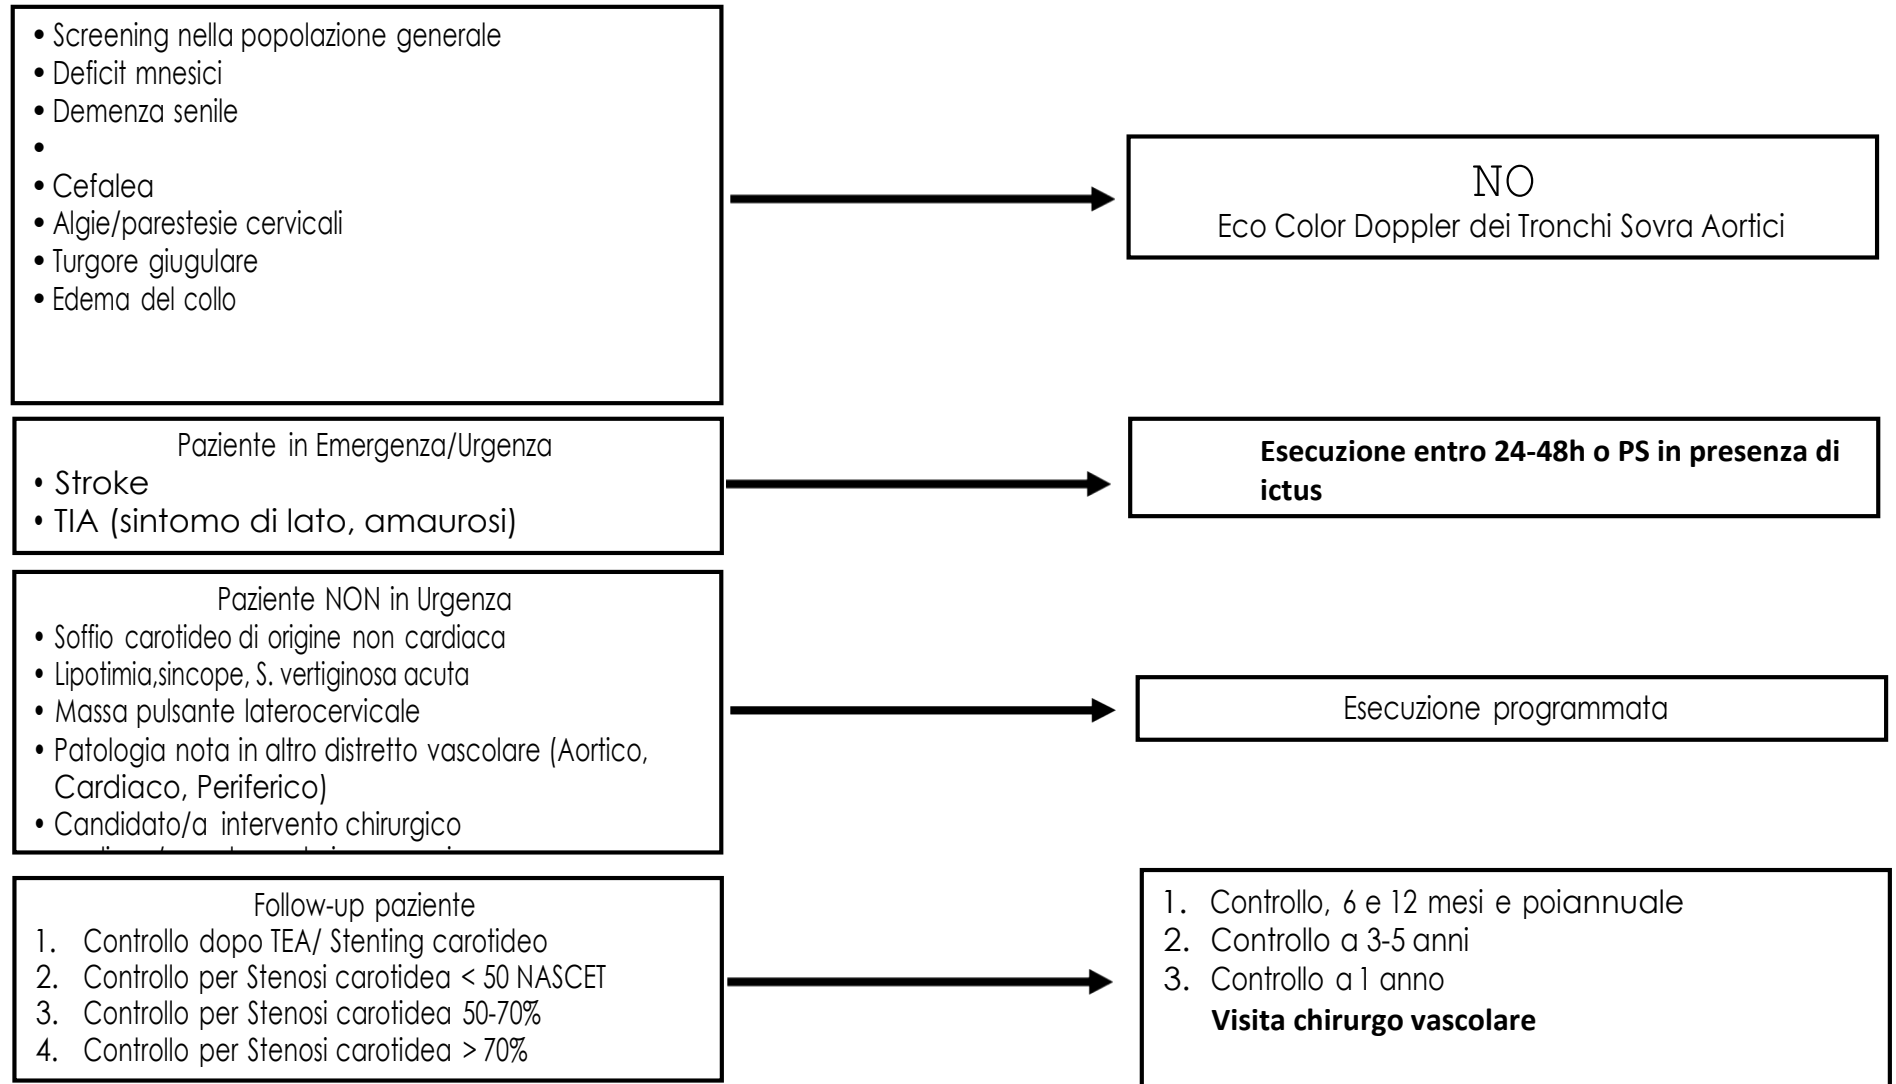 • Screening nella popolazione generale
• Deficit mnesici
• Demenza senile
•
• Cefalea
• Algie/parestesie cervicali
• Turgore giugulare
• Edema del collo
NO
Eco Color Doppler dei Tronchi Sovra Aortici
Paziente in Emergenza/Urgenza
• Stroke
• TIA (sintomo di lato, amaurosi)
Esecuzione entro 24-48h o PS in presenza di
ictus
Paziente NON in Urgenza
• Soffio carotideo di origine non cardiaca
• Lipotimia,sincope, S. vertiginosa acuta
• Massa pulsante laterocervicale
• Patologia nota in altro distretto vascolare (Aortico,
Cardiaco, Periferico)
• Candidato/a intervento chirurgico
Esecuzione programmata
Follow-up paziente
1. Controllo dopo TEA/ Stenting carotideo
2. Controllo per Stenosi carotidea < 50 NASCET
3. Controllo per Stenosi carotidea 50-70%
4. Controllo per Stenosi carotidea > 70%
1. Controllo, 6 e 12 mesi e poiannuale
2. Controllo a 3-5 anni
3. Controllo a 1 anno
Visita chirurgo vascolare